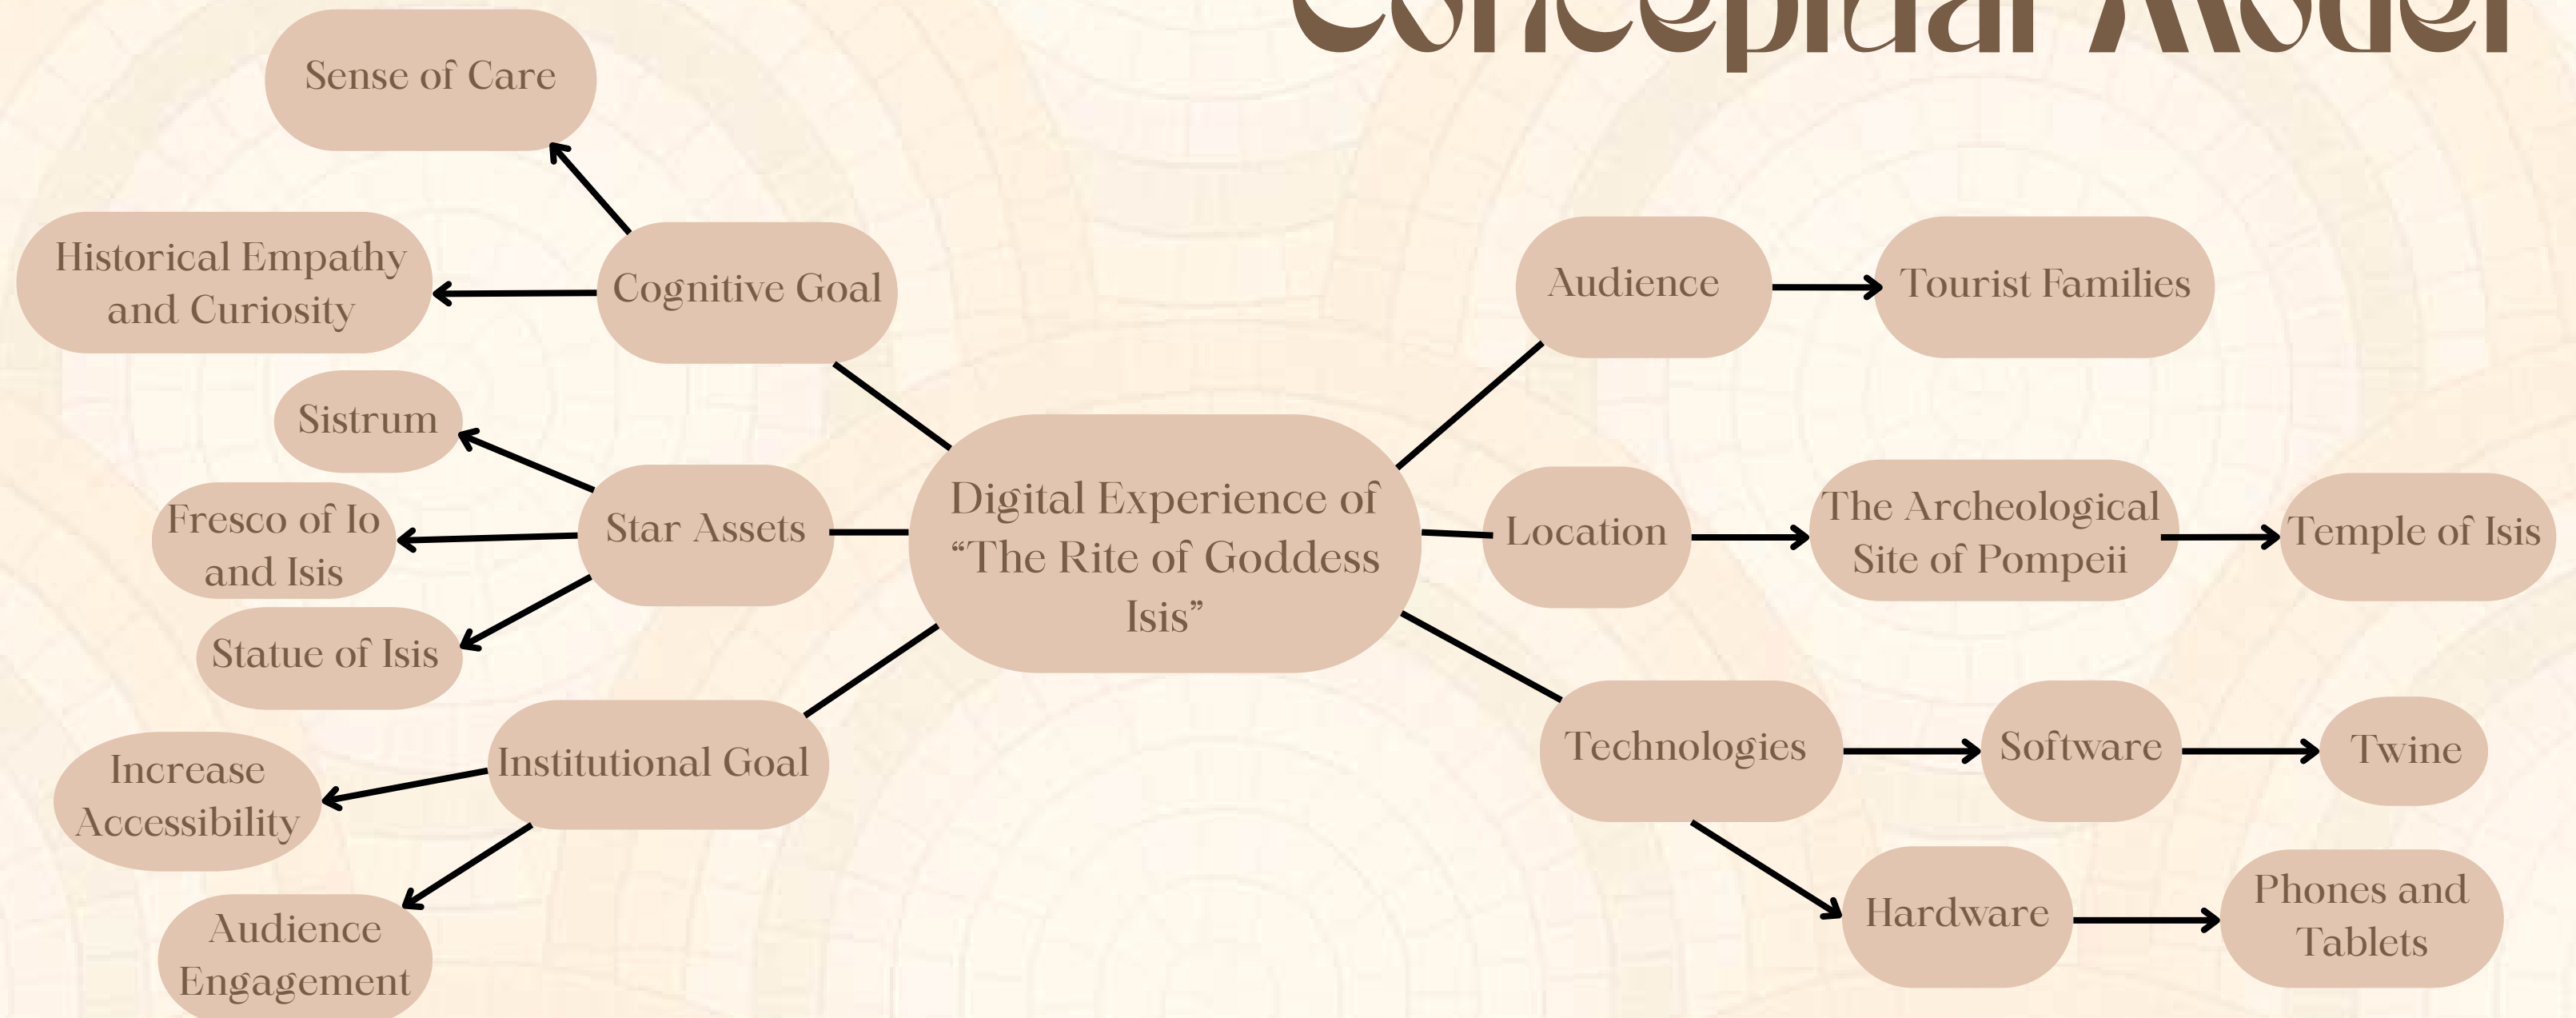 Conceptual Model
Sense of Care
Historical Empathy
and Curiosity
Cognitive Goal
Sistrum
Fresco of Io
and Isis
Statue of Isis
Star Assets
Increase
Accessibility
Institutional Goal
Audience
Engagement
Digital Experience of
“The Rite of Goddess
Isis”
Audience
Tourist Families
Location
The Archeological
Site of Pompeii
Temple of Isis
Technologies
Software
Twine
Hardware
Phones and
Tablets